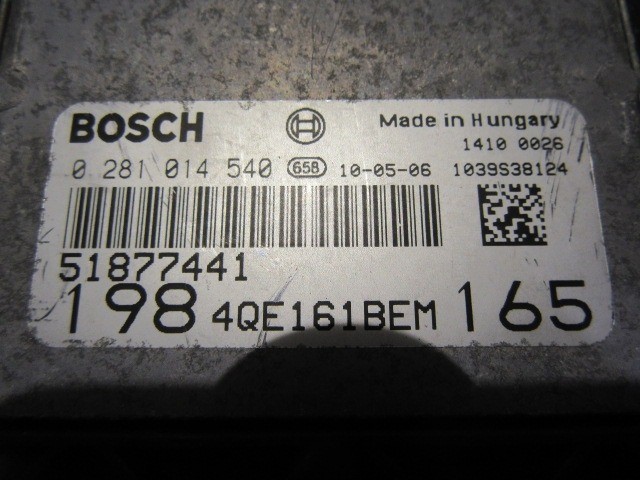 BOSCH Made in Hungary
1410 0026
0 281 014 540 658 10-05-06 1039S38124
51877441
198 4QE161BEM 165